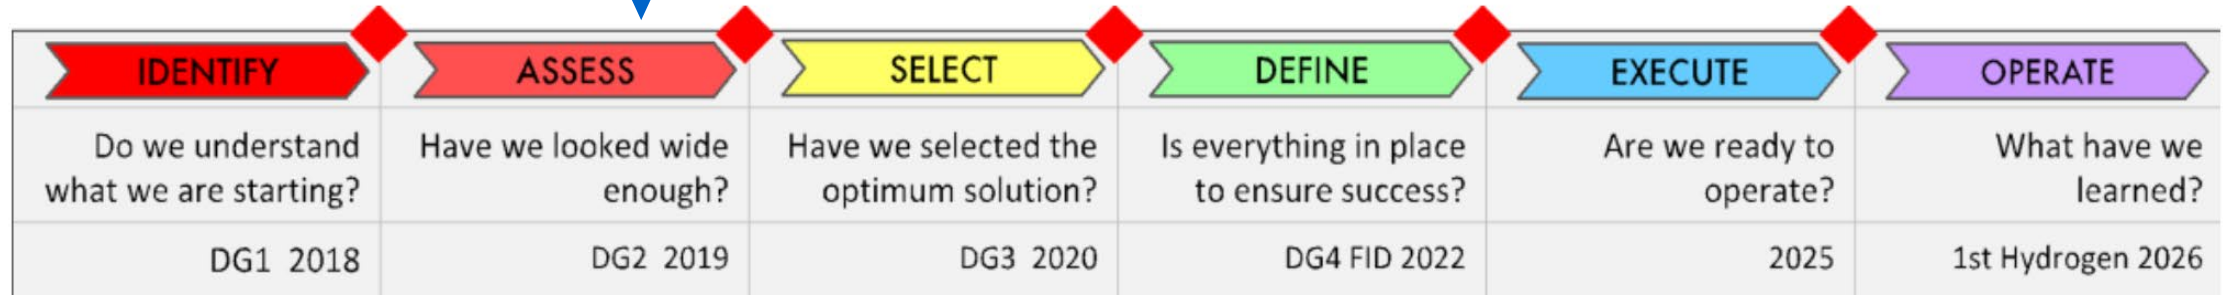 IDENTIFY
ASSESS
SELECT
DEFINE
EXECUTE
OPERATE
Do we understand
what we are starting?
Have we looked wide
enough?
Have we selected the
optimum solution?
Is everything in place
to ensure success?
Are we ready to
operate?
What have we
learned?
DG1 2018
DG2 2019
DG3 2020
DG4 FID 2022
2025
1st Hydrogen 2026